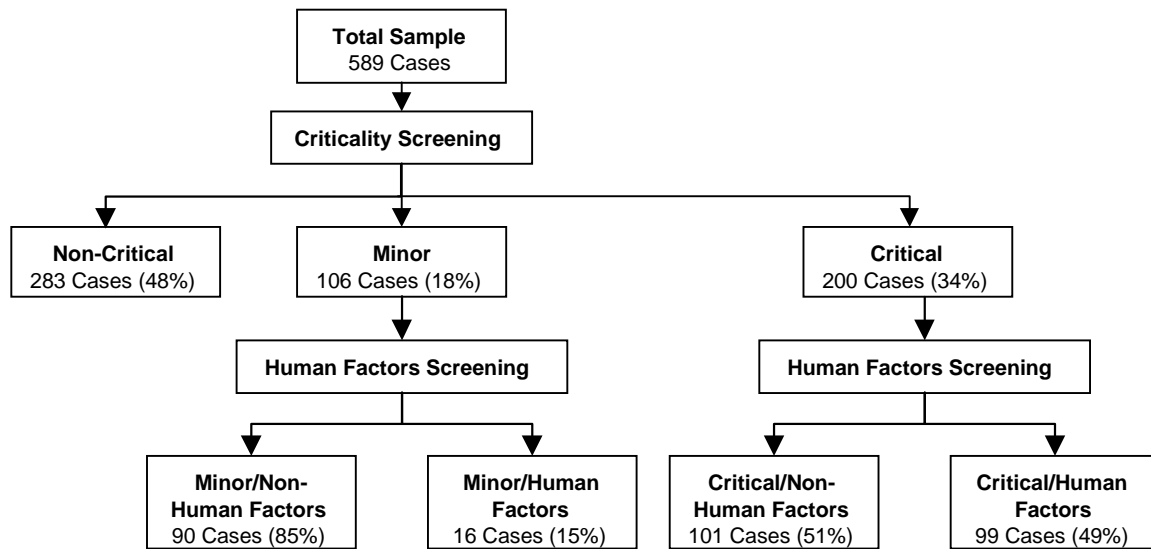 Total Sample
589 Cases
Criticality Screening
Non-Critical
283 Cases (48%)
Minor
106 Cases (18%)
Critical
200 Cases (34%)
Human Factors Screening
Human Factors Screening
Minor/Non-
Human Factors
90 Cases (85%)
Minor/Human
Factors
16 Cases (15%)
Critical/Non-
Human Factors
101 Cases (51%)
Critical/Human
Factors
99 Cases (49%)